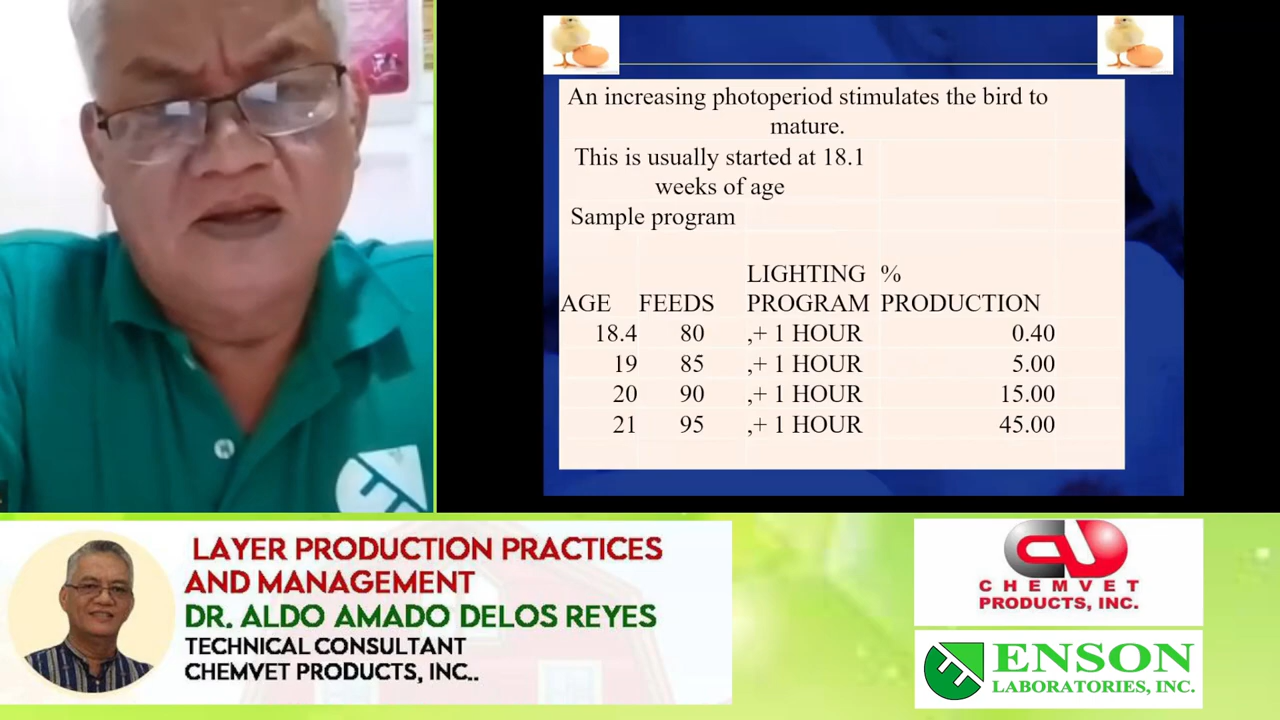 An increasing photoperiod stimulates the bird to
mature.
This is usually started at 18.1
weeks of age
Sample program
LIGHTING %
AGE FEEDS PROGRAM PRODUCTION
18.4 80 ,+ 1 HOUR 0.40
19 85 ,+ 1 HOUR 5.00
20 90 ,+ 1 HOUR 15.00
21 95 ,+ 1 HOUR 45.00
LAYER PRODUCTION PRACTICES
AND MANAGEMENT
DR. ALDO AMADO DELOS REYES
TECHNICAL CONSULTANT
CHEMVET PRODUCTS, INC..
CHEMVET
PRODUCTS, INC.
ENSON
LABORATORIES, INC.